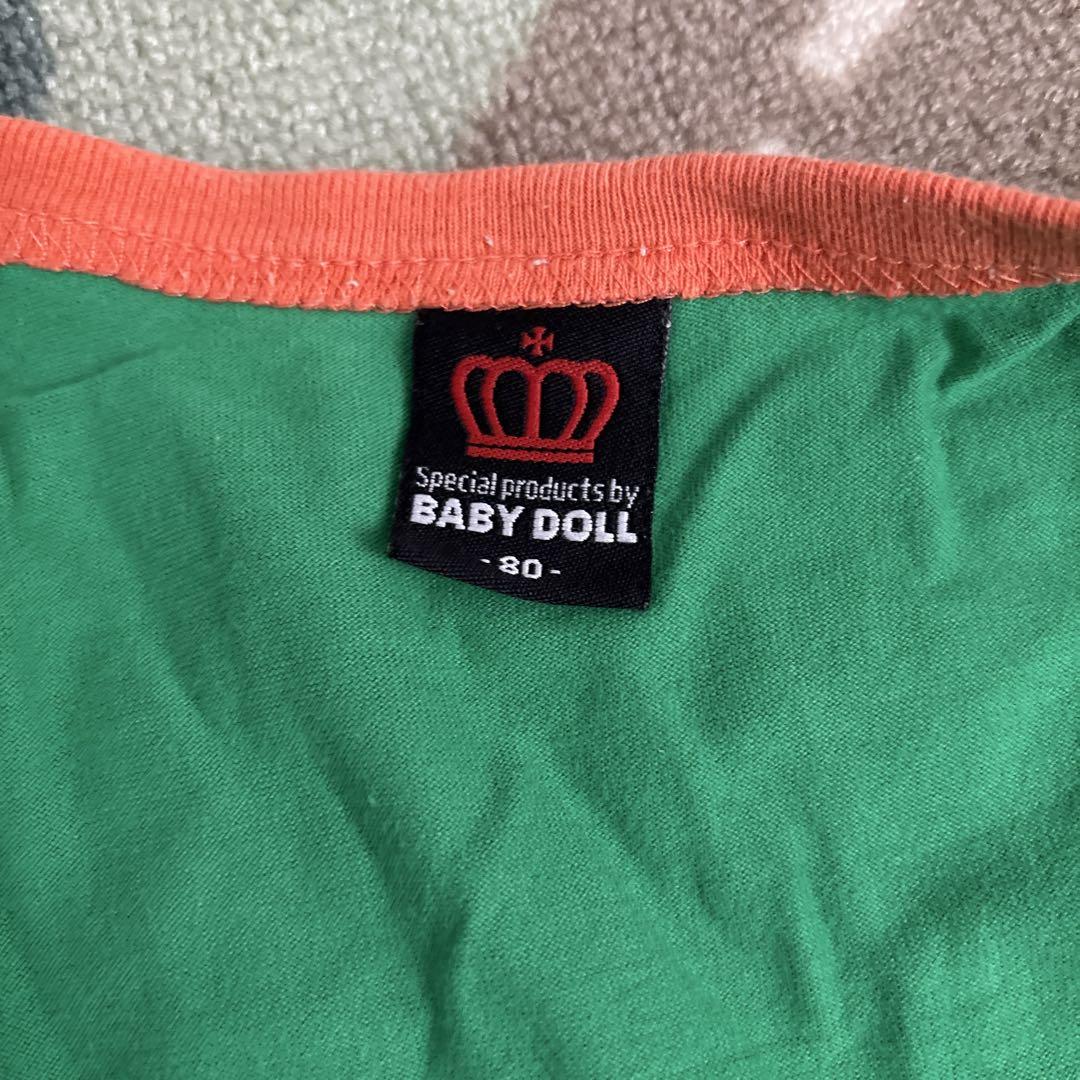 Special products by
BABY DOLL
-80-